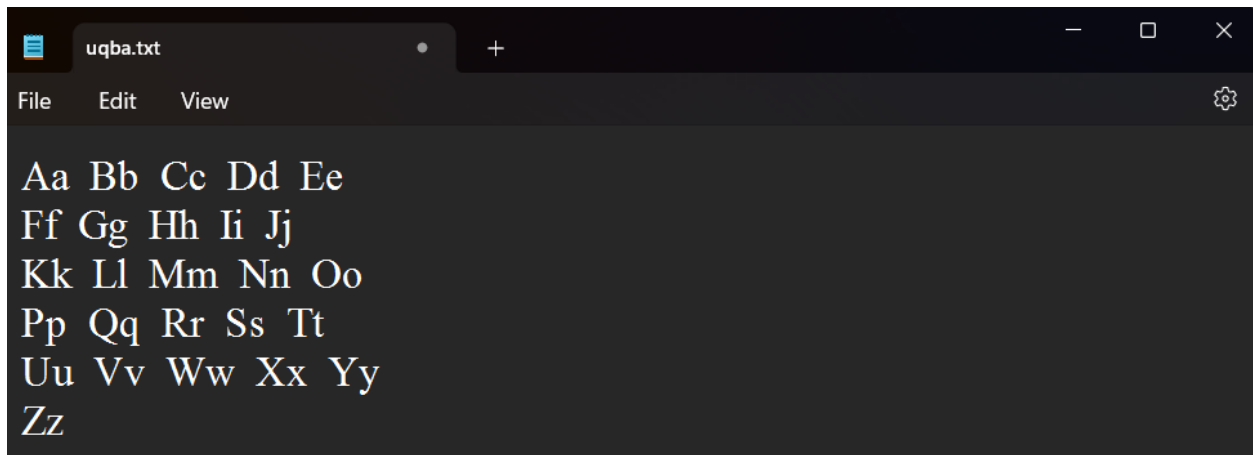 uqba.txt
File Edit View
Aa Bb Cc Dd Ee
Ff Gg Hh Ii Jj
Kk Ll Mm Nn Oo
Pp Qq Rr Ss Tt
Uu Vv Ww Xx Yy
Zz